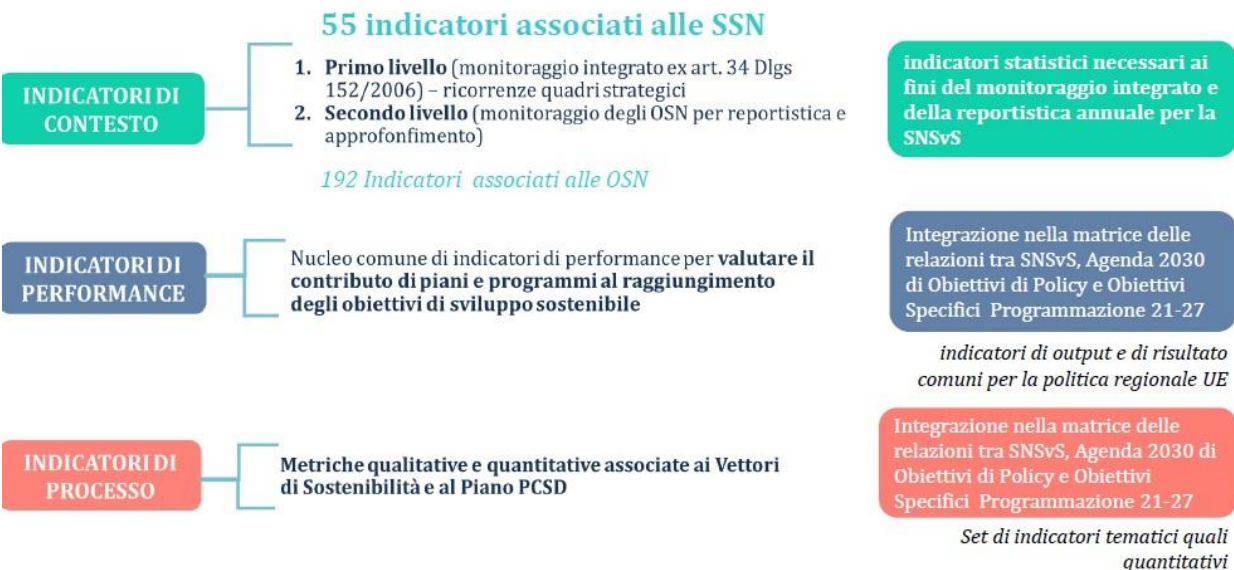 55 indicatori associati alle SSN
INDICATORI DI
CONTESTO
1. Primo livello (monitoraggio integrato ex art. 34 Dlgs
152/2006) – ricorrenze quadri strategici
2. Secondo livello (monitoraggio degli OSN per reportistica e
approfonfimento)
192 Indicatori associati alle OSN
indicatori statistici necessari ai
fini del monitoraggio integrato e
della reportistica annuale per la
SNSvS
INDICATORI DI
PERFORMANCE
Nucleo comune di indicatori di performance per valutare il
contributo di piani e programmi al raggiungimento
degli obiettivi di sviluppo sostenibile
Integrazione nella matrice delle
relazioni tra SNSvS, Agenda 2030
di Obiettivi di Policy e Obiettivi
Specifici Programmazione 21-27
indicatori di output e di risultato
comuni per la politica regionale UE
INDICATORI DI
PROCESSO
Metriche qualitative e quantitative associate ai Vettori
di Sostenibilità e al Piano PCSD
Integrazione nella matrice delle
relazioni tra SNSvS, Agenda 2030 di
Obiettivi di Policy e Obiettivi
Specifici Programmazione 21-27
Set di indicatori tematici quali
quantitativi